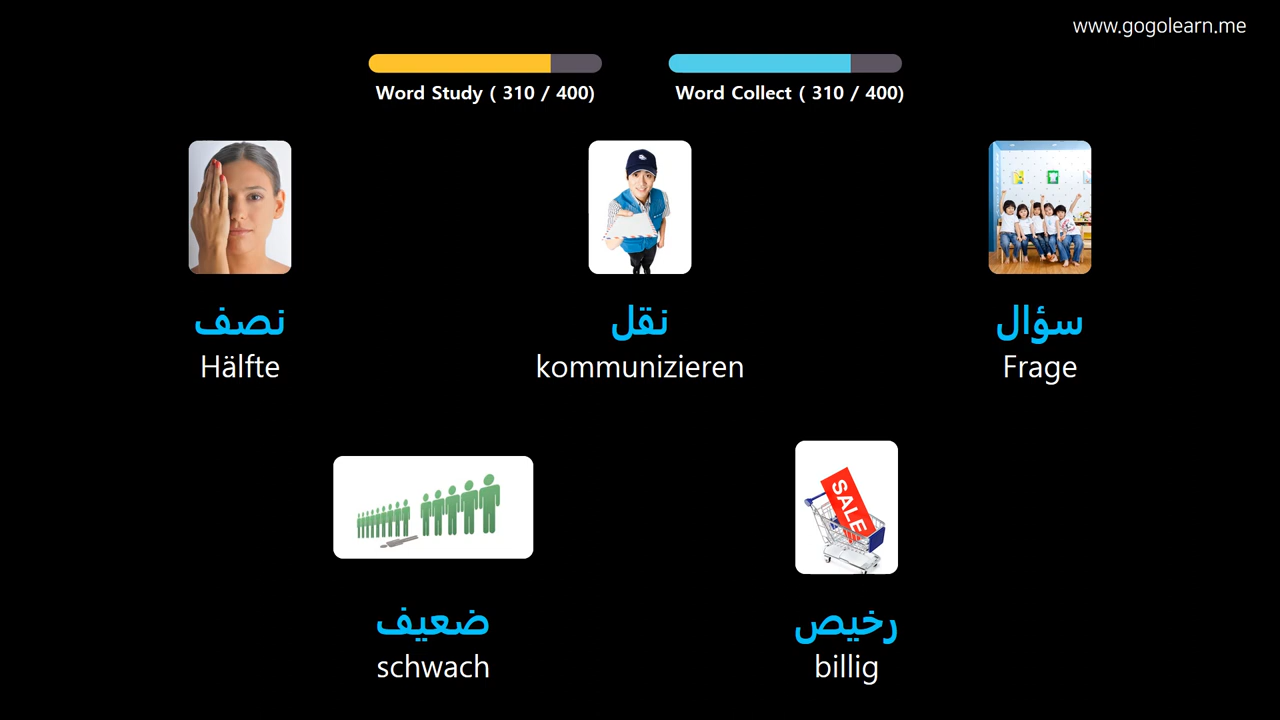 www.gogolearn.me
Word Study ( 310 / 400)
Word Collect ( 310 / 400)
نصف
Hälfte
نقل
kommunizieren
سؤال
Frage
SALE
ضعيف
schwach
رخيص
billig